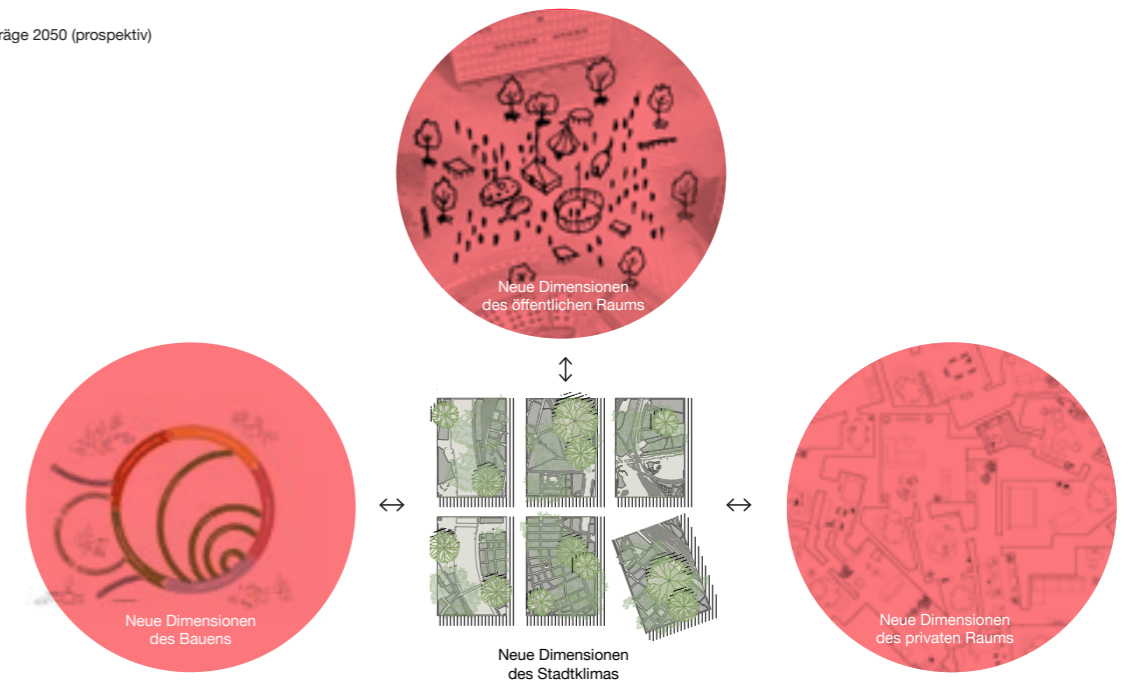 räge 2050 (prospektiv)
Neue Dimensionen
des öffentlichen Raums
Neue Dimensionen
des Bauens
Neue Dimensionen
des Stadtklimas
Neue Dimensionen
des privaten Raums